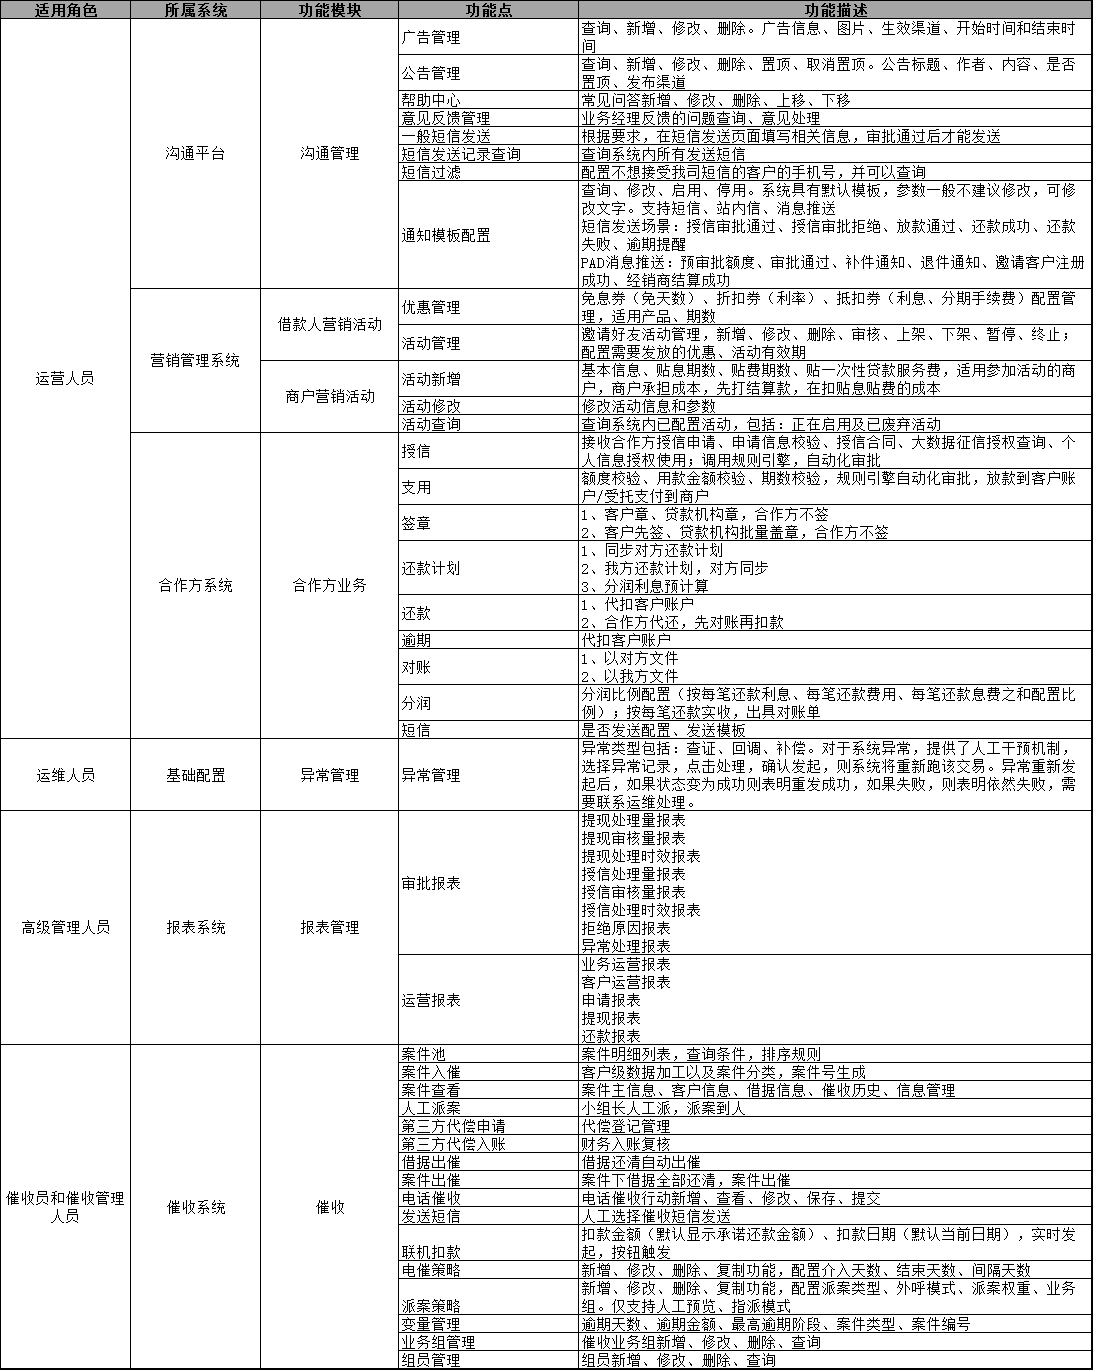 适用角色 所属系统 功能模块 功能点 功能描述
运营人员
沟通平台
沟通管理
广告管理
查询、新增、修改、删除。广告信息、图片、生效渠道、开始时间和结束时
间
公告管理
查询、新增、修改、删除、置顶、取消置顶。公告标题、作者、内容、是否
置顶、发布渠道
帮助中心
常见问答新增、修改、删除、上移、下移
意见反馈管理
业务经理反馈的问题查询、意见处理
一般短信发送
根据要求，在短信发送页面填写相关信息，审批通过后才能发送
短信发送记录查询
查询系统内所有发送短信
短信过滤
配置不想接受我司短信的客户的手机号，并可以查询
通知模板配置
查询、修改、启用、停用。系统具有默认模板，参数一般不建议修改，可修
改文字。支持短信、站内信、消息推送
短信发送场景：授信审批通过、授信审批拒绝、放款通过、还款成功、还款
失败、逾期提醒
PAD消息推送：预审批额度、审批通过、补件通知、退件通知、邀请客户注册
成功、经销商结算成功
营销管理系统
借款人营销活动
优惠管理
免息券（免天数）、折扣券（利率）、抵扣券（利息、分期手续费）配置管
理，适用产品、期数
活动管理
邀请好友活动管理，新增、修改、删除、审核、上架、下架、暂停、终止；
配置需要发放的优惠、活动有效期
商户营销活动
活动新增
基本信息、贴息期数、贴费期数、贴一次性贷款服务费，适用参加活动的商
户，商户承担成本，先打结算款，在扣贴息贴费的成本
活动修改
修改活动信息和参数
活动查询
查询系统内已配置活动，包括：正在启用及已废弃活动
合作方系统
合作方业务
授信
接收合作方授信申请、申请信息校验、授信合同、大数据征信授权查询、个
人信息授权使用；调用规则引擎，自动化审批
支用
额度校验、用款金额校验、期数校验，规则引擎自动化审批，放款到客户账
户/受托支付到商户
签章
1、客户章、贷款机构章，合作方不签
2、客户先签、贷款机构批量盖章，合作方不签
还款计划
1、同步对方还款计划
2、我方还款计划，对方同步
3、分润利息预计算
还款
1、代扣客户账户
2、合作方代还，先对账再扣款
逾期
代扣客户账户
对账
1、以对方文件
2、以我方文件
分润
分润比例配置（按每笔还款利息、每笔还款费用、每笔还款息费之和配置比
例）；按每笔还款实收，出具对账单
短信
是否发送配置、发送模板
运维人员
基础配置
异常管理
异常管理
异常类型包括：查证、回调、补偿。对于系统异常，提供了人工干预机制，
选择异常记录，点击处理，确认发起，则系统将重新跑该交易。异常重新发
起后，如果状态变为成功则表明重发成功，如果失败，则表明依然失败，需
要联系运维处理。
高级管理人员
报表系统
报表管理
审批报表
提现处理量报表
提现审核量报表
提现处理时效报表
授信处理量报表
授信审核量报表
授信处理时效报表
拒绝原因报表
异常处理报表
运营报表
业务运营报表
客户运营报表
申请报表
提现报表
还款报表
催收员和催收管理
人员
催收系统
催收
案件池
案件明细列表，查询条件，排序规则
案件入催
客户级数据加工以及案件分类，案件号生成
案件查看
案件主信息、客户信息、借据信息、催收历史、信息管理
人工派案
小组长人工派，派案到人
第三方代偿申请
代偿登记管理
第三方代偿入账
财务入账复核
借据出催
借据还清自动出催
案件出催
案件下借据全部还清，案件出催
电话催收
电话催收行动新增、查看、修改、保存、提交
发送短信
人工选择催收短信发送
联机扣款
扣款金额（默认显示承诺还款金额）、扣款日期（默认当前日期），实时发
起，按钮触发
电催策略
新增、修改、删除、复制功能，配置介入天数、结束天数、间隔天数
派案策略
新增、修改、删除、复制功能，配置派案类型、外呼模式、派案权重、业务
组。仅支持人工预览、指派模式
变量管理
逾期天数、逾期金额、最高逾期阶段、案件类型、案件编号
业务组管理
催收业务组新增、修改、删除、查询
组员管理
组员新增、修改、删除、查询